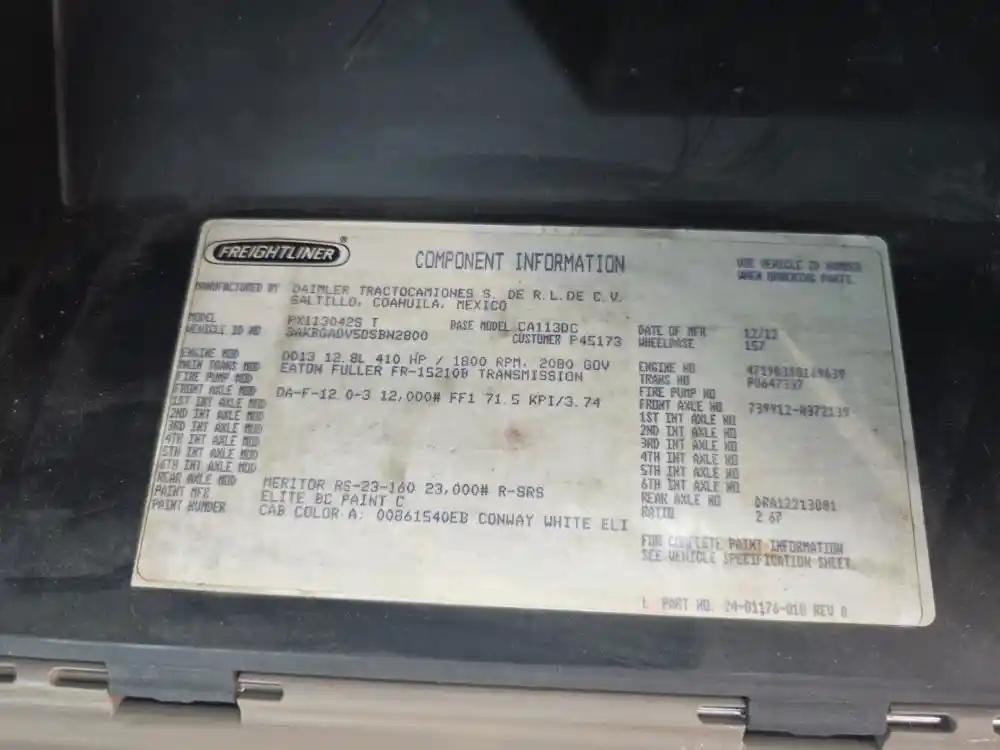 FREIGHTLINER®
COMPONENT INFORMATION
USE VEHICLE ID NUMBER
WHEN ORDERING PARTS.
MANUFACTURED BY DAIMLER TRACTOCAMIONES S. DE R.L.DE C.V.
SALTILLO, COAHUILA, MEXICO
MODEL PX113042S T BASE MODEL CA113DC DATE OF MFR 12/12
VEHICLE ID NO 3AKBGADV5DSBW2800 CUSTOMER P45173 WHEELBASE 157
ENGINE MOD DD13 12.8L 410 HP / 1800 RPM, 2080 GOV ENGINE NO
MAIN TRANS MOD EATON FULLER FR-15210B TRANSMISSION TRANS NO P0647337
FIRE PUMP MOD FIRE PUMP NO
FRONT AXLE MOD DA-F-12.0-3 12,000# FF1 71.5 KPI/3.74 FRONT AXLE NO
1ST INT AXLE MOD 1ST INT AXLE NO
2ND INT AXLE MOD 2ND INT AXLE NO
3RD INT AXLE MOD 3RD INT AXLE NO
4TH INT AXLE MOD 4TH INT AXLE NO
5TH INT AXLE MOD 5TH INT AXLE NO
6TH INT AXLE MOD 6TH INT AXLE NO
REAR AXLE MOD MERITOR RS-23-160 23,000# R-SRS REAR AXLE NO
PAINT MFR ELITE BC PAINT C RATIO 2.67
PAINT NUMBER CAB COLOR A: 00861540EB CONWAY WHITE ELI
FOR COMPLETE PAINT INFORMATION
SEE VEHICLE SPECIFICATION SHEET.
PART NO. 24-01176-010 REV